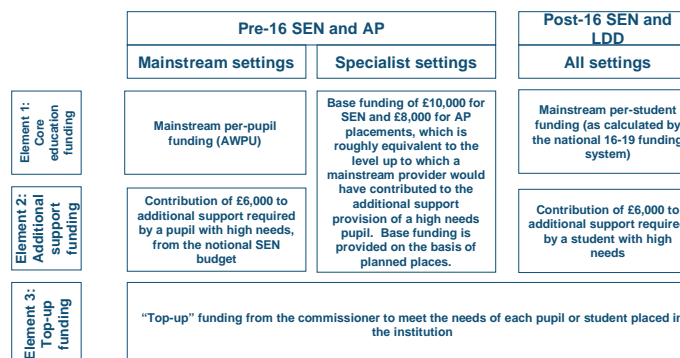 Pre-16 SEN and AP
Post-16 SEN and
LDD
Mainstream settings
Specialist settings
All settings
Element 1:
Core
education
funding
Mainstream per-pupil
funding (AWPU)
Base funding of £10,000 for
SEN and £8,000 for AP
placements, which is
roughly equivalent to the
level up to which a
mainstream provider would
have contributed to the
additional support
provision of a high needs
pupil. Base funding is
provided on the basis of
planned places.
Mainstream per-student
funding (as calculated by
the national 16-19 funding
system)
Element 2:
Additional
support
funding
Contribution of £6,000 to
additional support required
by a pupil with high needs,
from the notional SEN
budget
Contribution of £6,000 to
additional support required
by a student with high
needs
Element 3:
Top-up
funding
“Top-up” funding from the commissioner to meet the needs of each pupil or student placed in
the institution